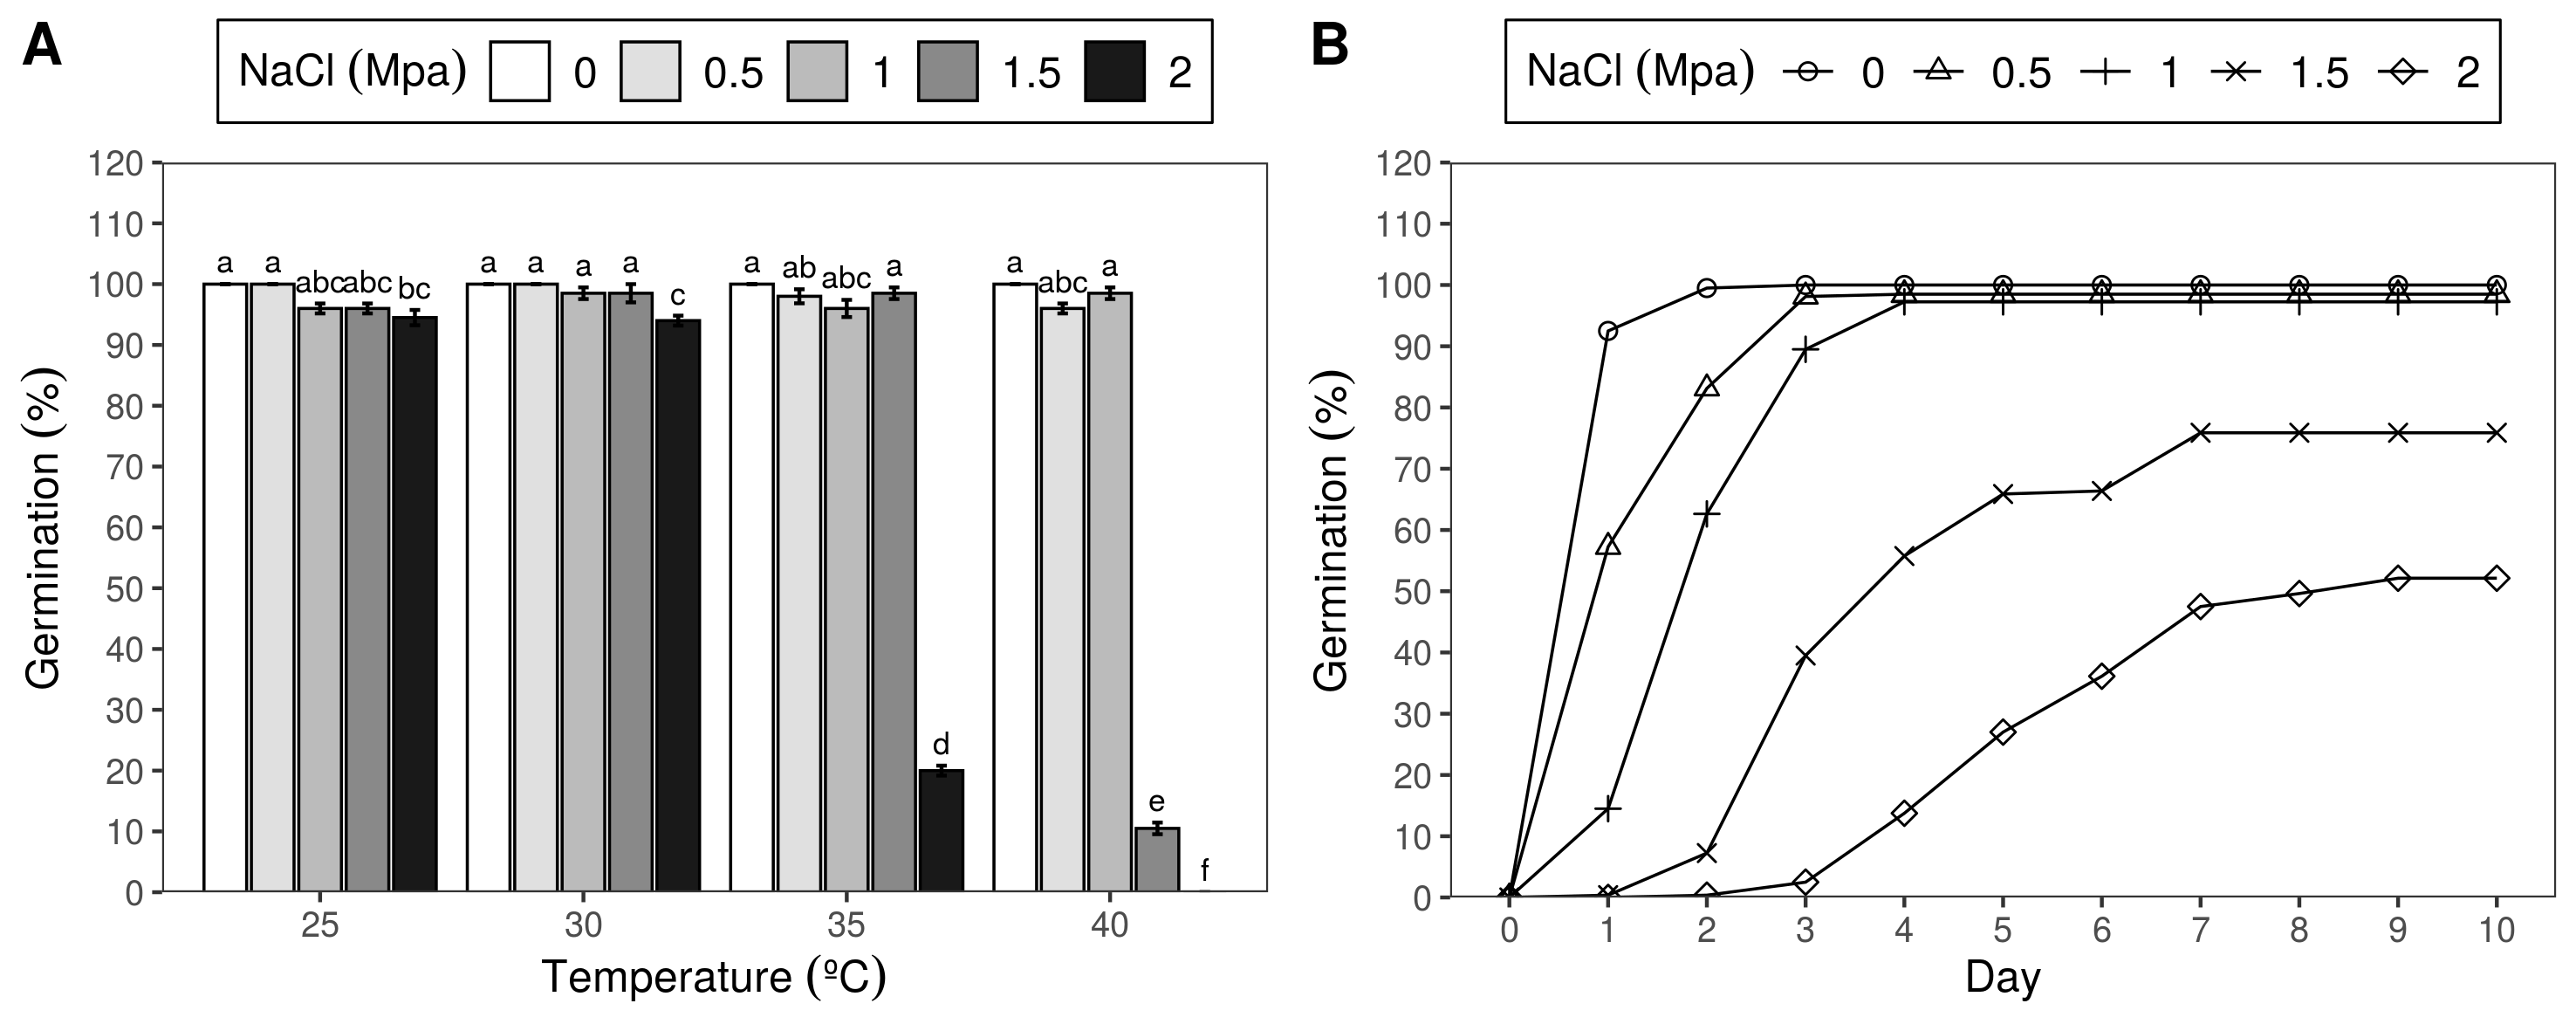 A
NaCl (Mpa) 0 0.5 1 1.5 2
120
110
100
90
80
70
60
50
40
30
20
10
0
Germination (%)
a a abc abc bc a a a a c a ab abc a d a abc a e f
25 30 35 40
Temperature (ºC)
B
NaCl (Mpa) 0 0.5 1 1.5 2
120
110
100
90
80
70
60
50
40
30
20
10
0
Germination (%)
0 1 2 3 4 5 6 7 8 9 10
Day